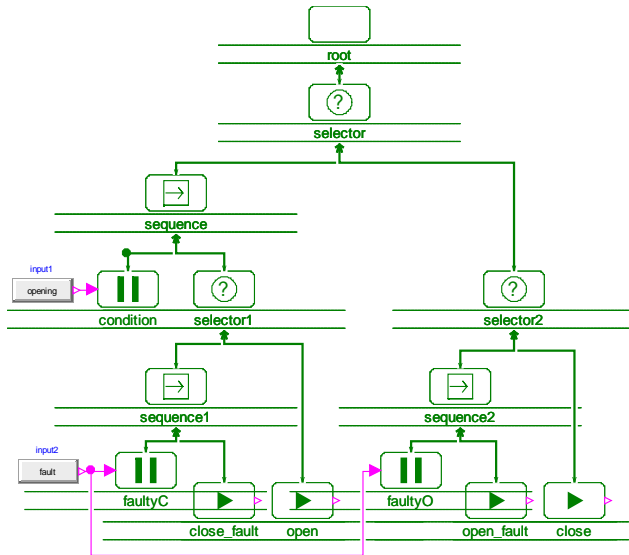 root
?
selector
sequence
input1
opening
?
?
condition
selector1
selector2
sequence1
sequence2
input2
fault
faultyC
faultyO
close_fault
open
open_fault
close